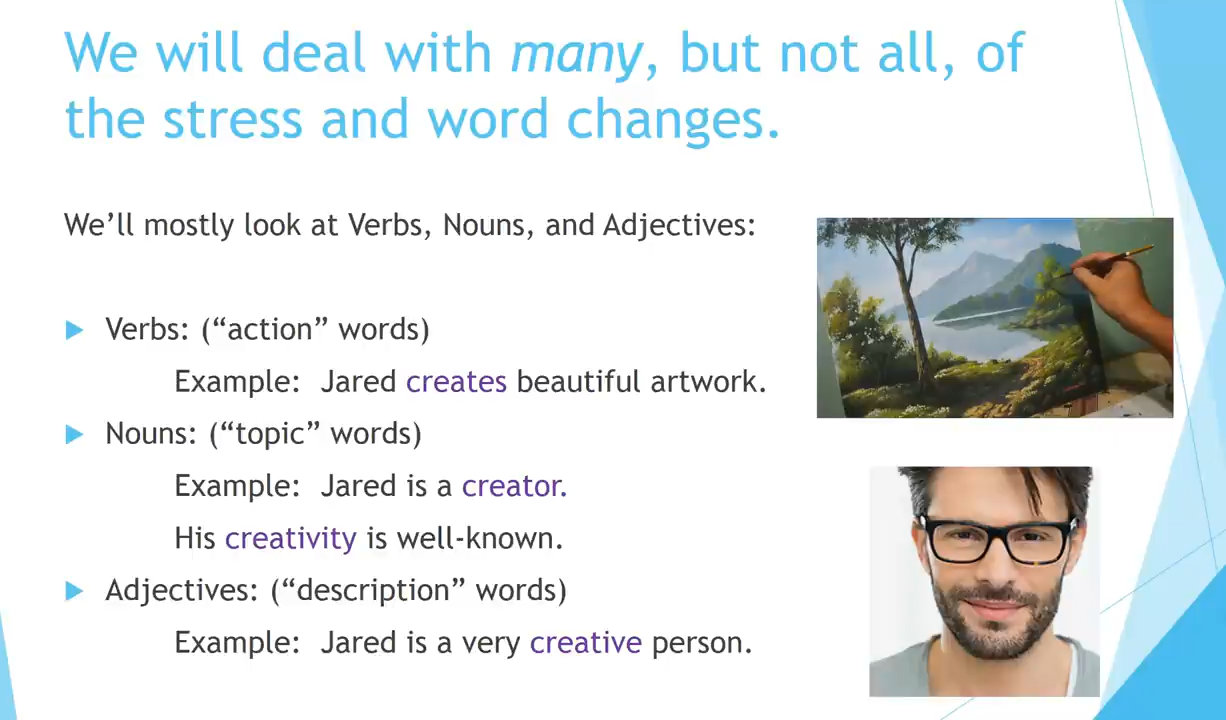 We will deal with many, but not all, of
the stress and word changes.
We’ll mostly look at Verbs, Nouns, and Adjectives:
Verbs: (“action” words)
Example: Jared creates beautiful artwork.
Nouns: (“topic” words)
Example: Jared is a creator.
His creativity is well-known.
Adjectives: (“description” words)
Example: Jared is a very creative person.